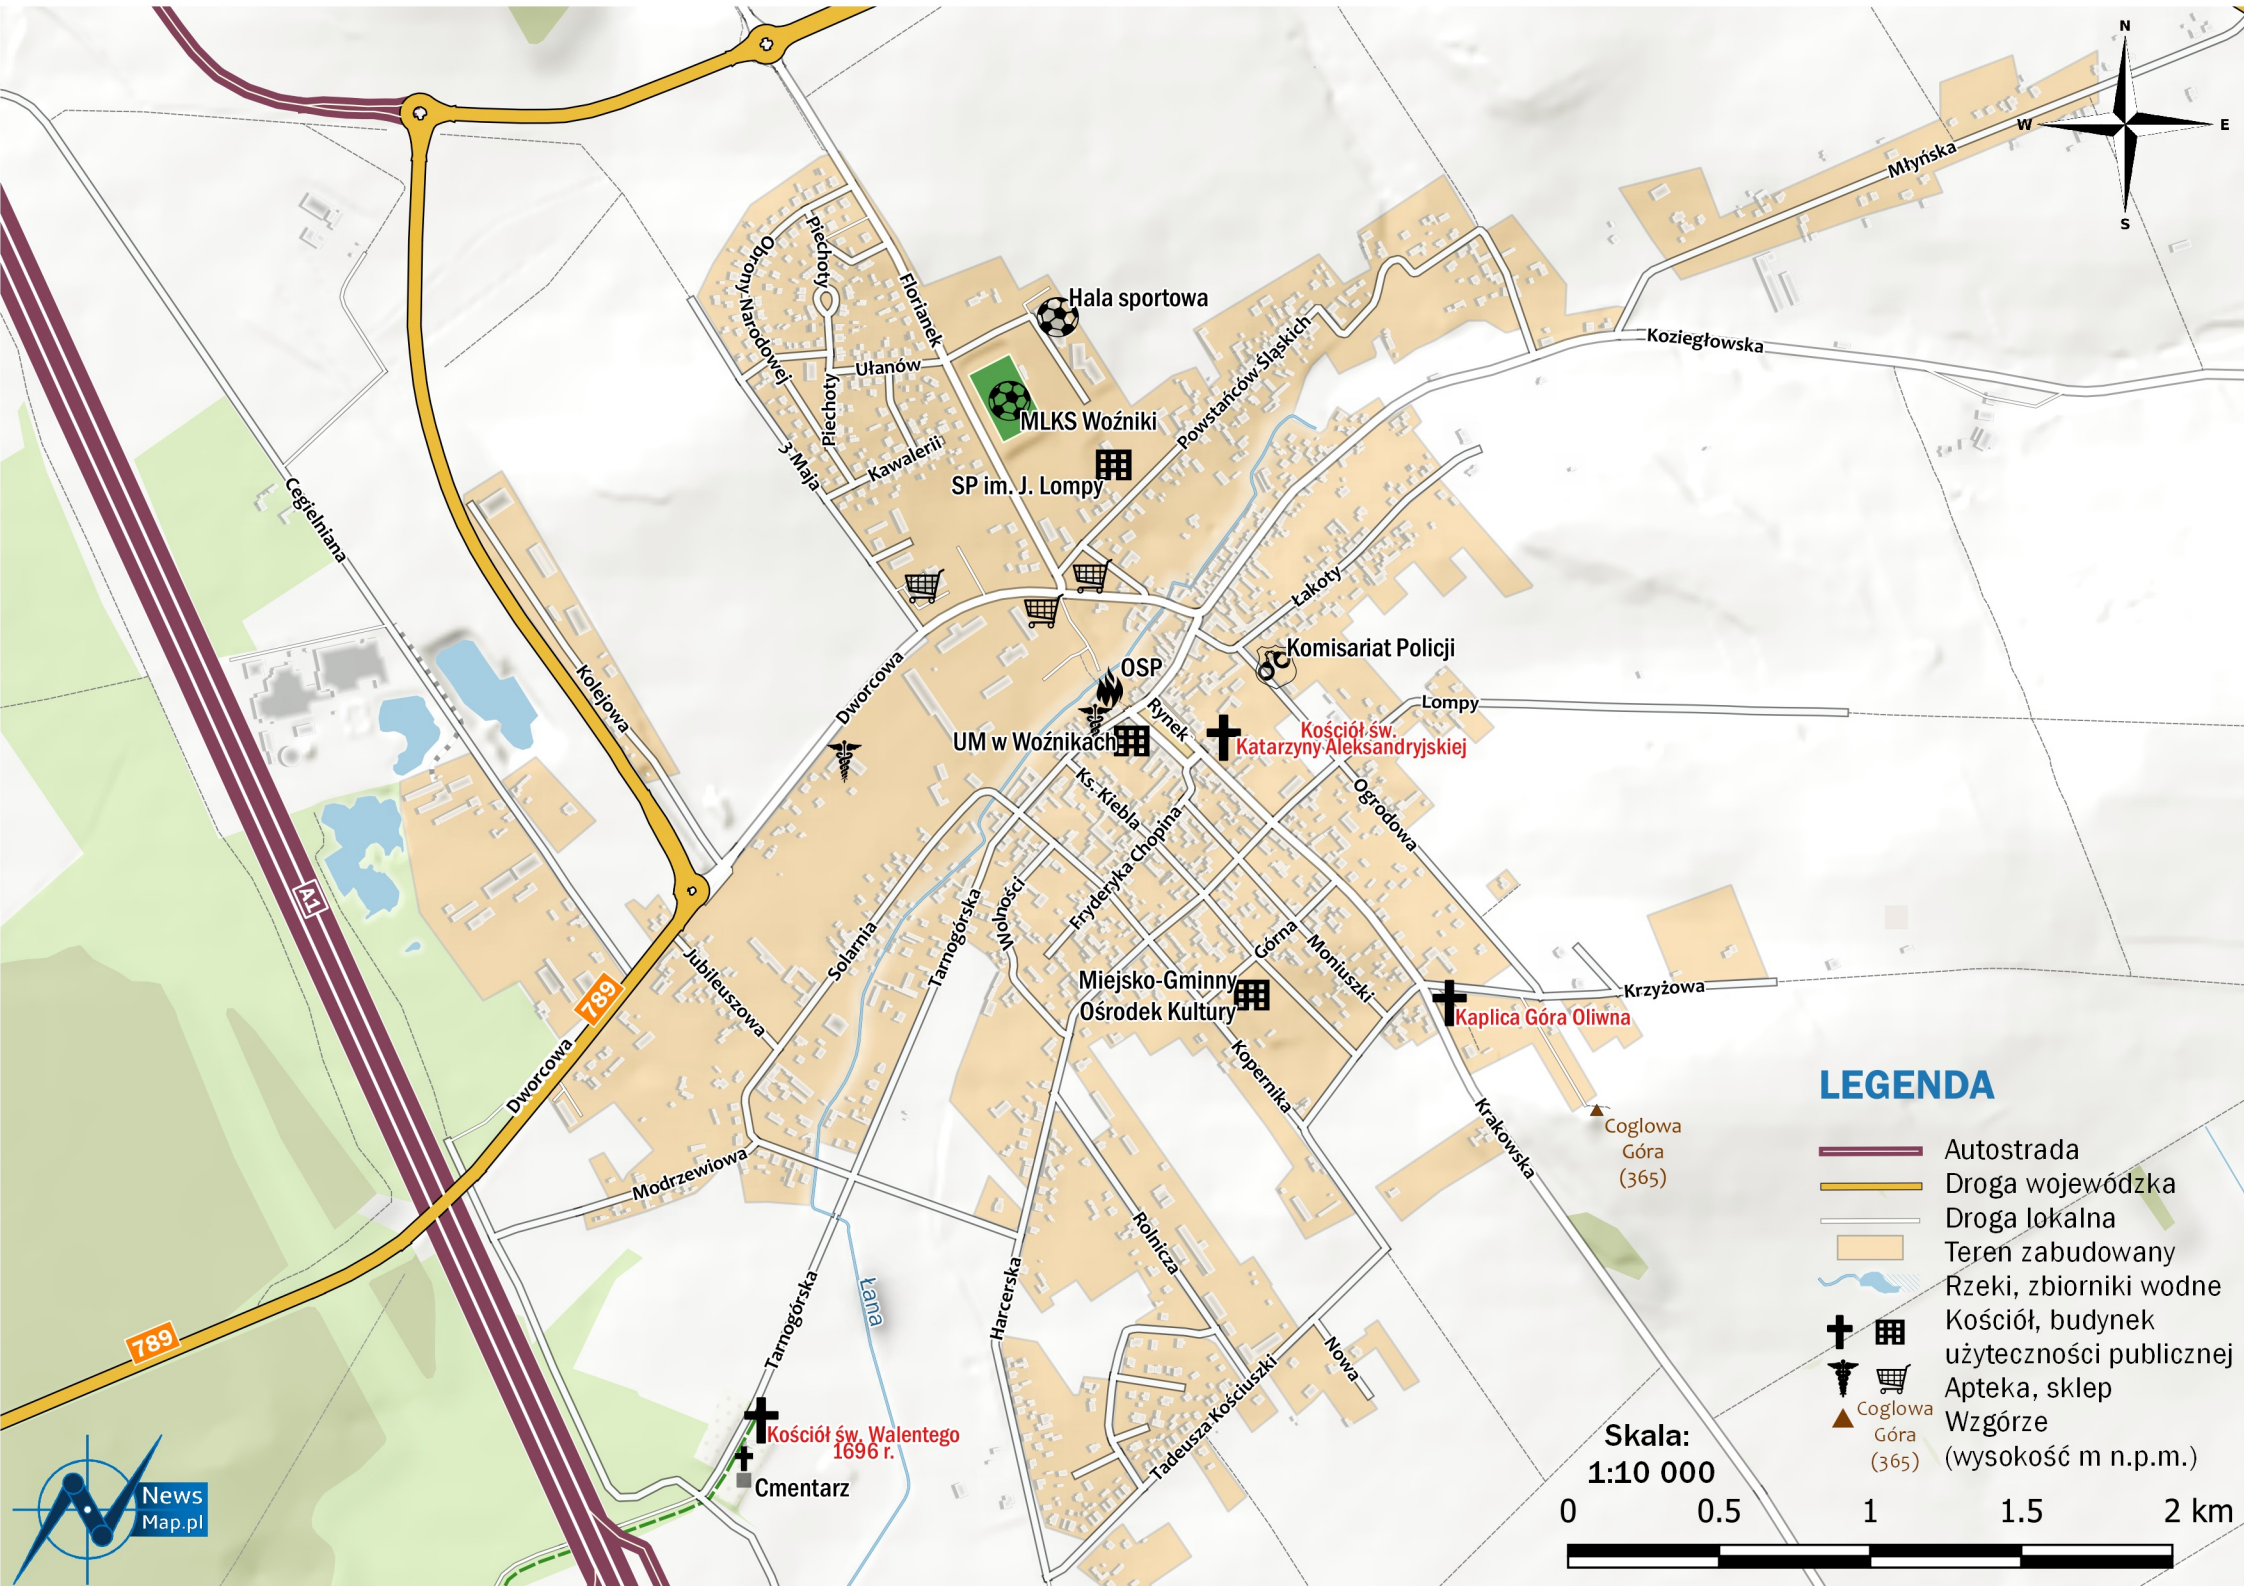 N
W
E
S
Młyńska
Piechoty
Obrony Narodowej
Florianek
Hala sportowa
Koziegłowska
Powstańców Śląskich
Ułanów
Piechoty
MLKS Woźniki
3 Maja
Kawalerii
SP im. J. Lompy
Cegielniana
Łakoty
Komisariat Policji
OSP
Kolejowa
Dworcowa
Rynek
Lompy
Kościół św.
Katarzyny Aleksandryjskiej
UM w Woźnikach
Ks. Kiebla
Ogrodowa
Fryderyka Chopina
A1
Solarnia
Tarnogórska
Wolności
Górna
Moniuszki
Jubileuszowa
Miejsko-Gminny
Ośrodek Kultury
Krzyżowa
Kaplica Góra Oliwna
789
Dworcowa
Kopernika
Krakowska
Coglowa
Góra
(365)
Modrzewiowa
Rolnicza
Łana
Harcerska
Tarnogórska
789
Nowa
Tadeusza Kościuszki
Kościół św. Walentego
1696 r.
Cmentarz
LEGENDA
Autostrada
Droga wojewódzka
Droga lokalna
Teren zabudowany
Rzeki, zbiorniki wodne
Kościół, budynek
użyteczności publicznej
Apteka, sklep
Coglowa
Góra
(365)
Wzgórze
(wysokość m n.p.m.)
Skala:
1:10 000
0 0.5 1 1.5 2 km
News
Map.pl